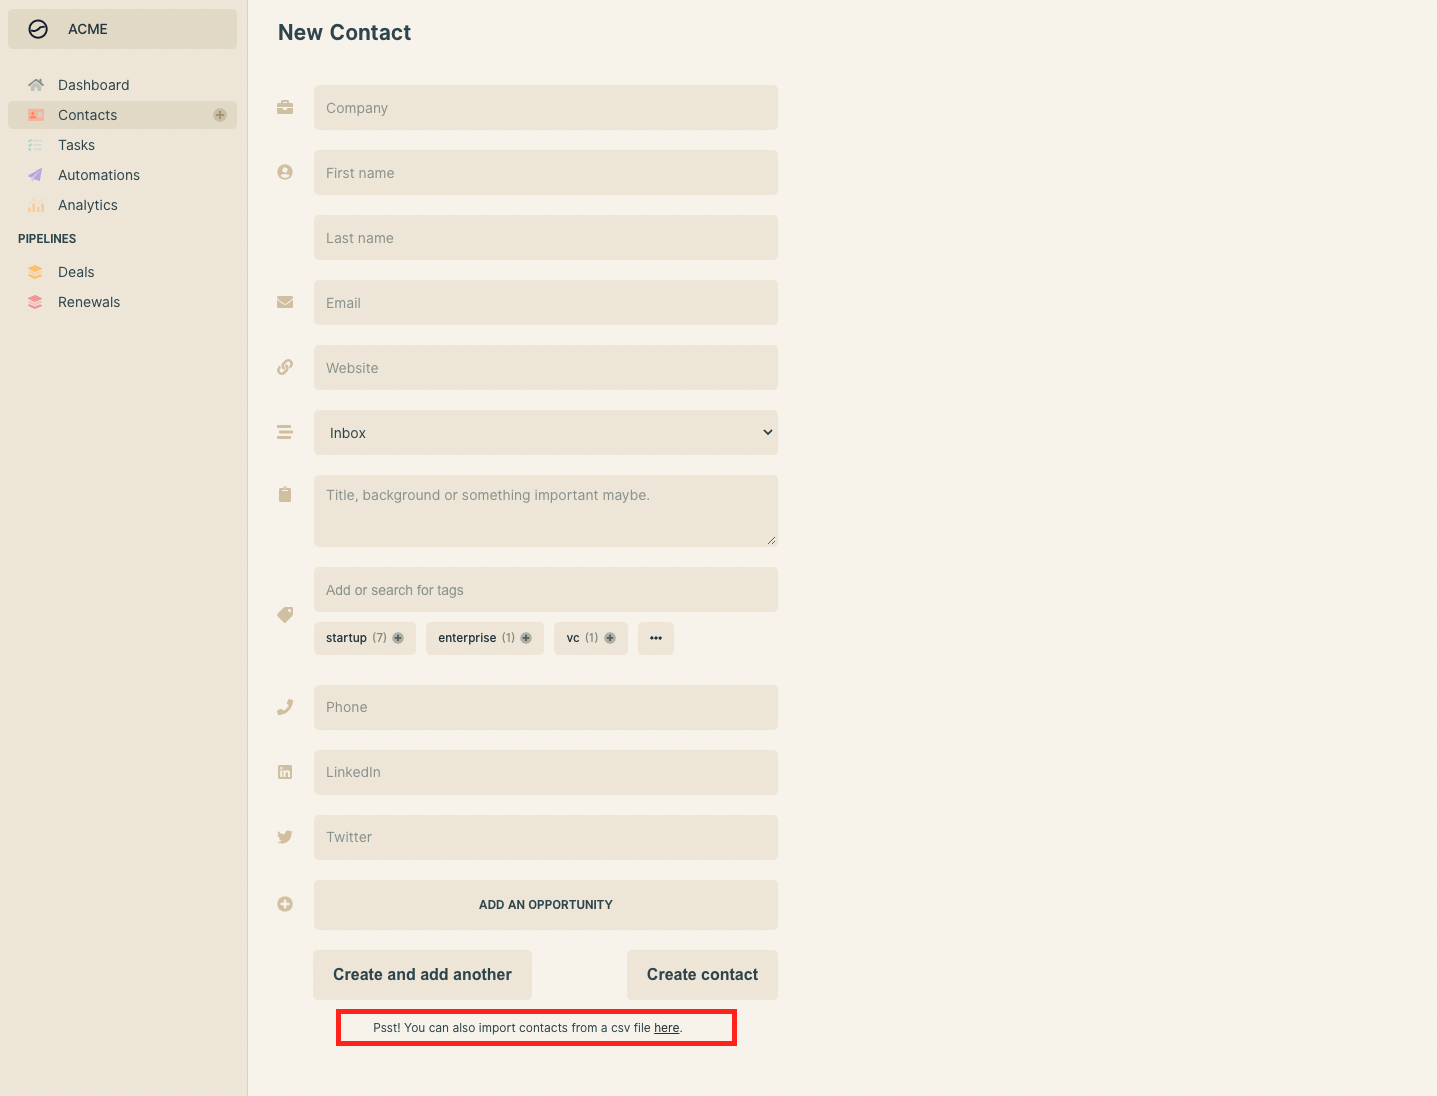 ACME
Dashboard
Contacts
Tasks
Automations
Analytics
PIPELINES
Deals
Renewals
New Contact
Company
First name
Last name
Email
Website
Inbox
Title, background or something important maybe.
Add or search for tags
startup (7) enterprise (1) vc (1) •••
Phone
LinkedIn
Twitter
ADD AN OPPORTUNITY
Create and add another Create contact
Psst! You can also import contacts from a csv file here.